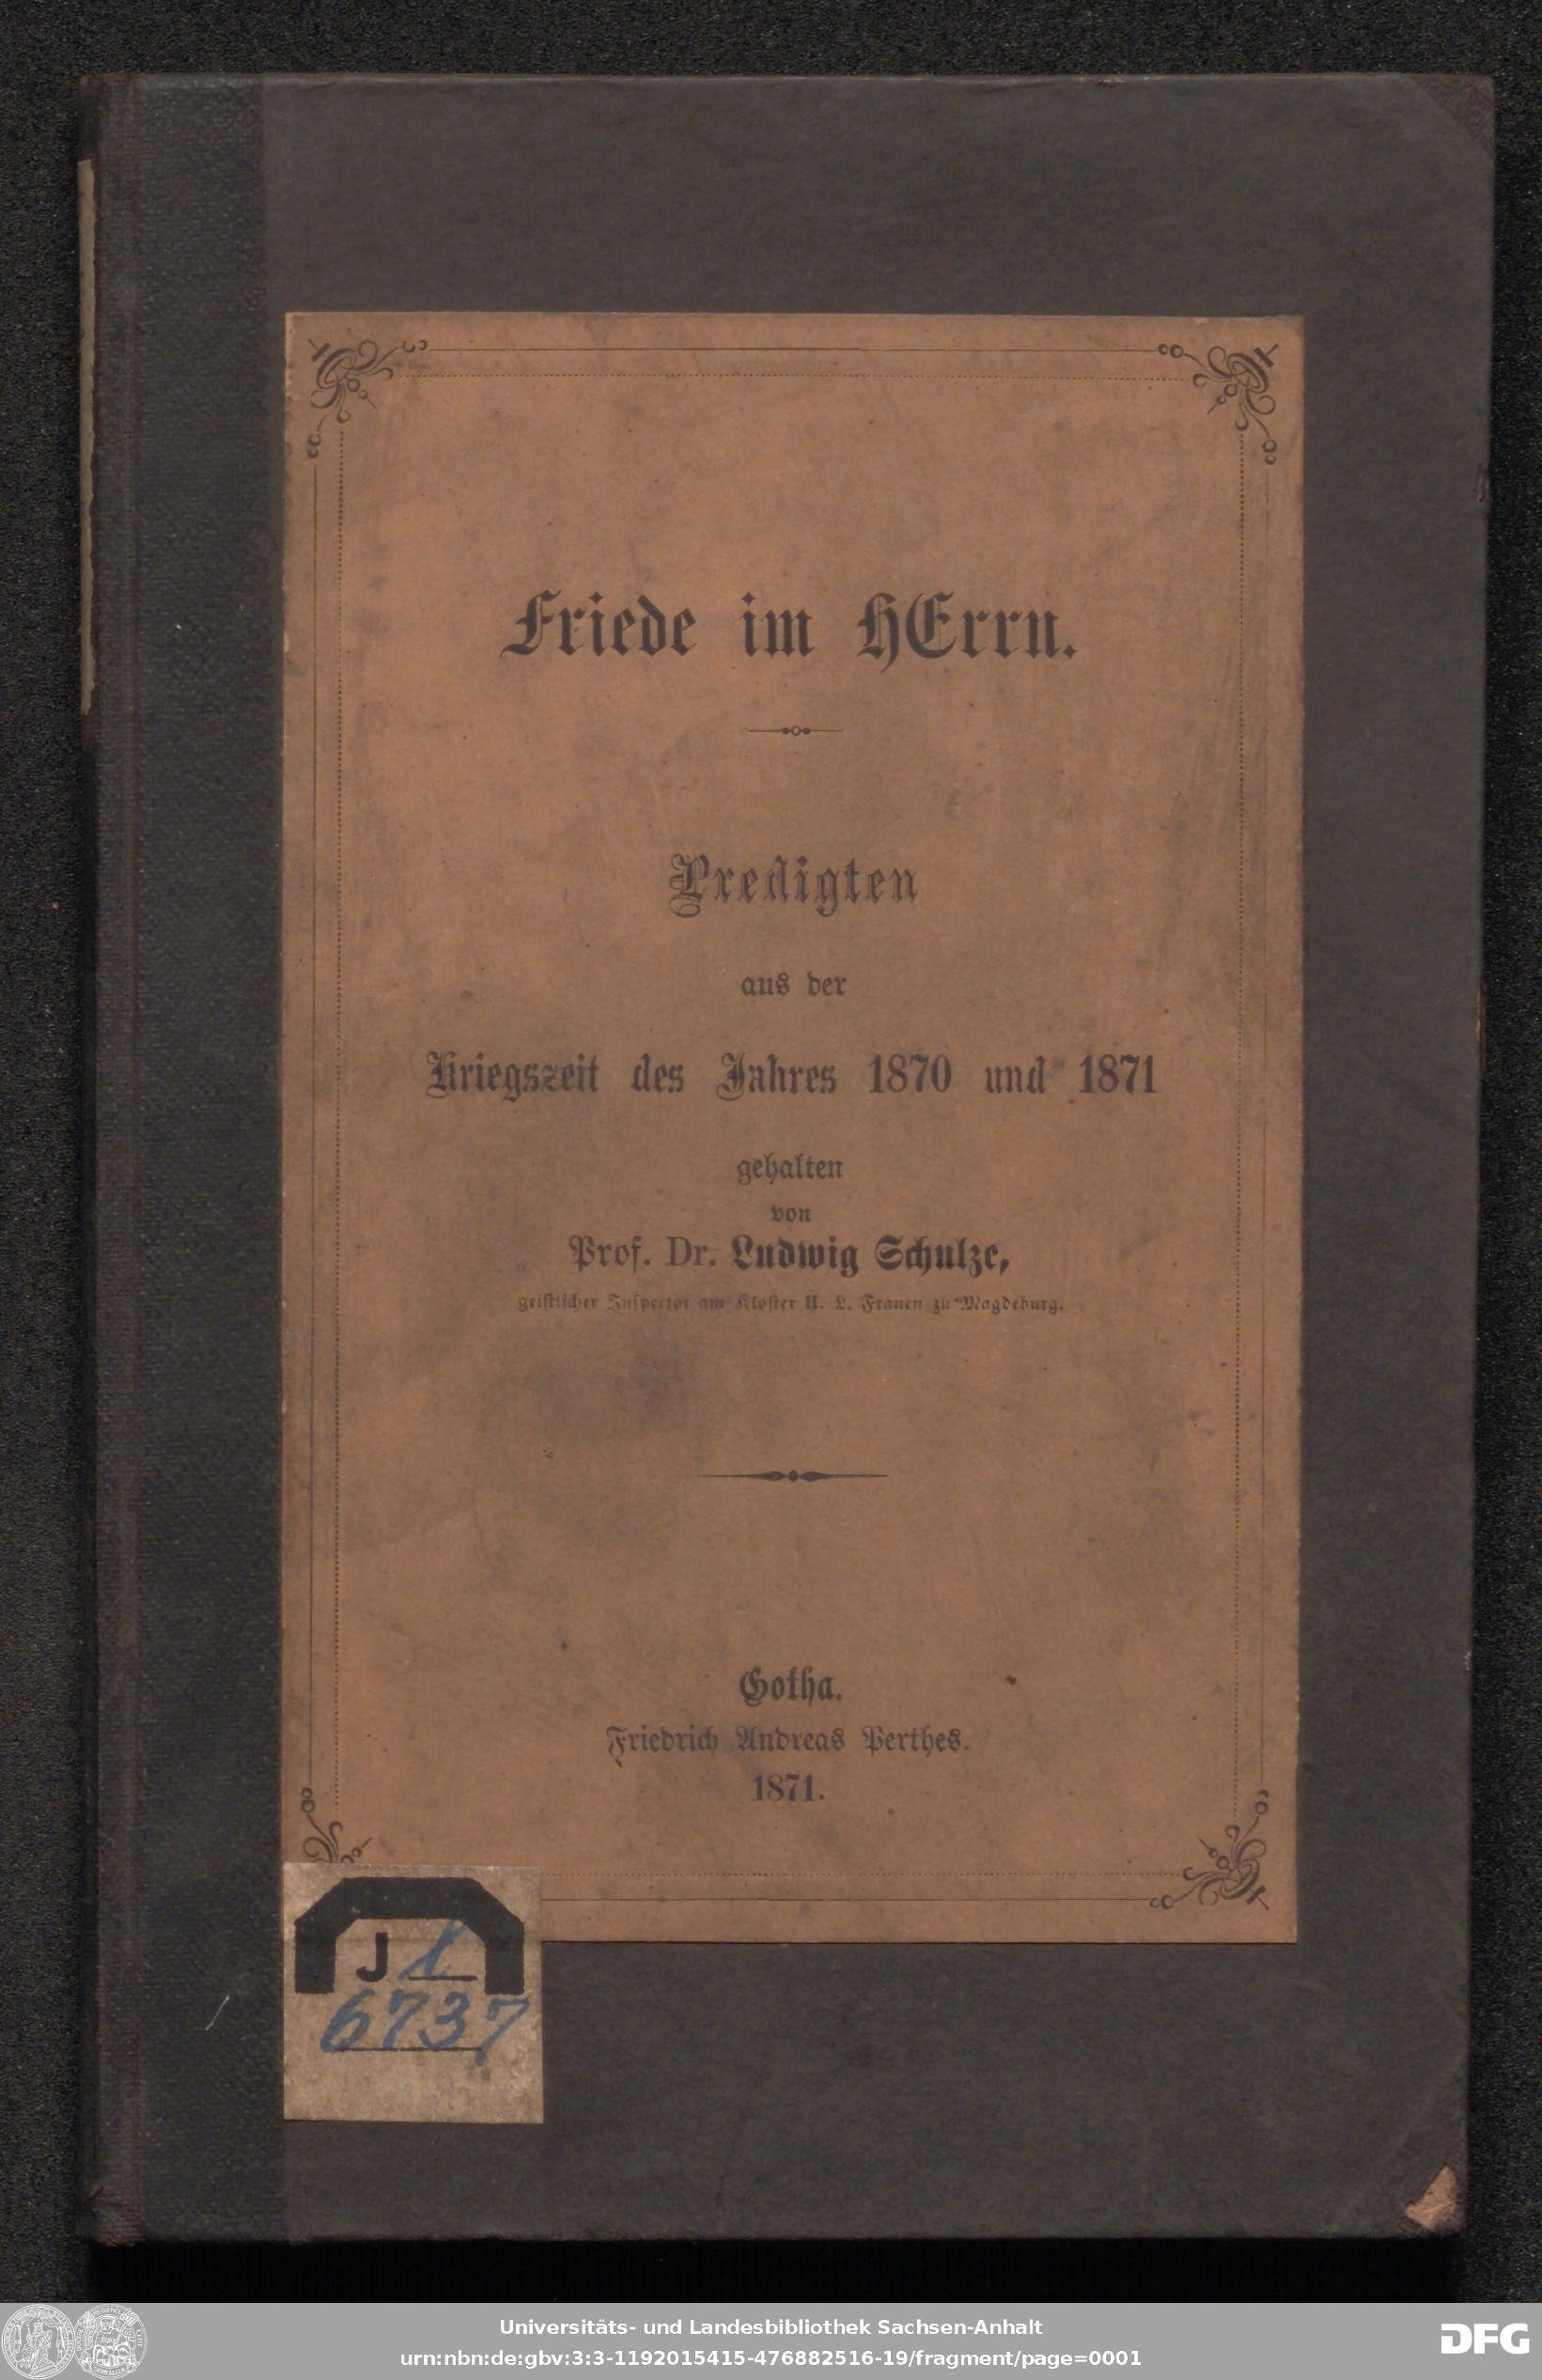 Friede im HErrn.
Predigten
aus der
Kriegszeit des Jahres 1870 und 1871
gehalten
von
Prof. Dr. Ludwig Schulze,
geistlicher Inspector am Kloster U. L. Frauen zu Magdeburg.
Gotha.
Friedrich Andreas Perthes.
1871.
J
6737
Universitäts- und Landesbibliothek Sachsen-Anhalt
urn:nbn:de:gbv:3:3-1192015415-476882516-19/fragment/page=0001
DFG